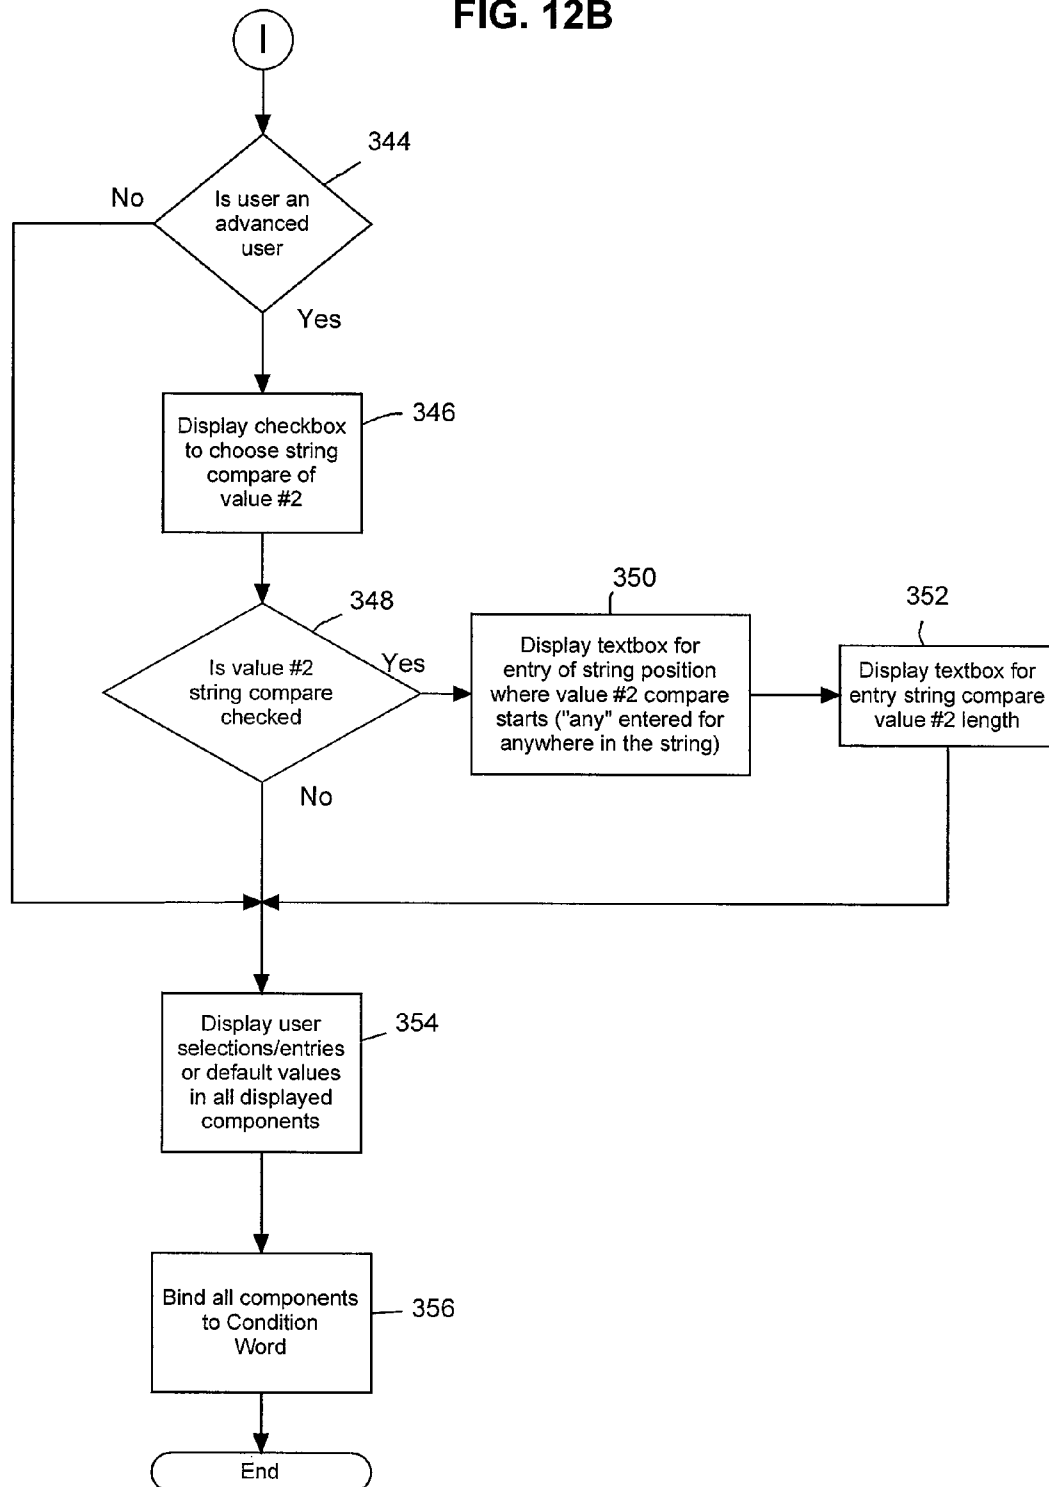 FIG. 12B
I
344
No
Is user an
advanced
user
Yes
346
Display checkbox
to choose string
compare of
value #2
348
Is value #2
string compare
checked
Yes
350
Display textbox for
entry of string position
where value #2 compare
starts ("any" entered for
anywhere in the string)
352
Display textbox for
entry string compare
value #2 length
No
354
Display user
selections/entries
or default values
in all displayed
components
356
Bind all components
to Condition
Word
End